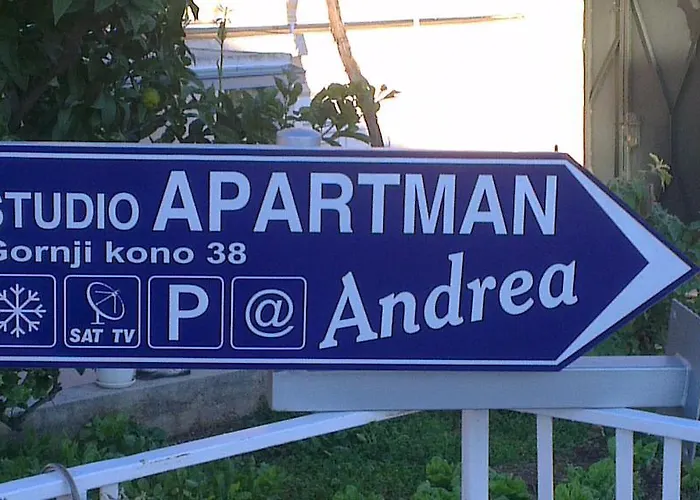 STUDIO APARTMAN
Gornji kono 38
SAT TV P @ Andrea